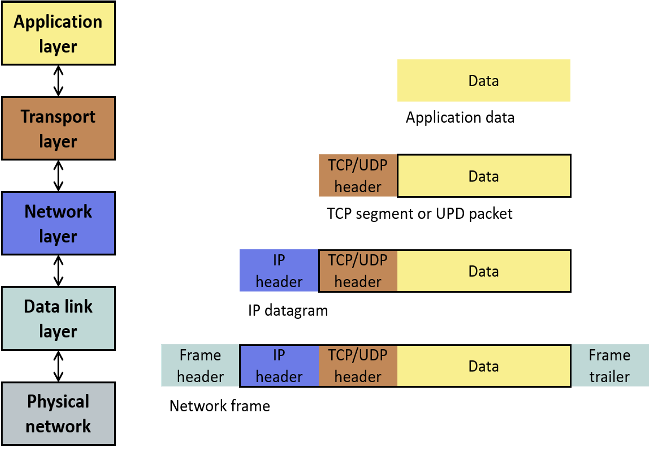 Application
layer
Transport
layer
Network
layer
Data link
layer
Physical
network
Data
Application data
TCP/UDP
header
Data
TCP segment or UPD packet
IP
header
TCP/UDP
header
Data
IP datagram
Frame
header
IP
header
TCP/UDP
header
Data
Frame
trailer
Network frame